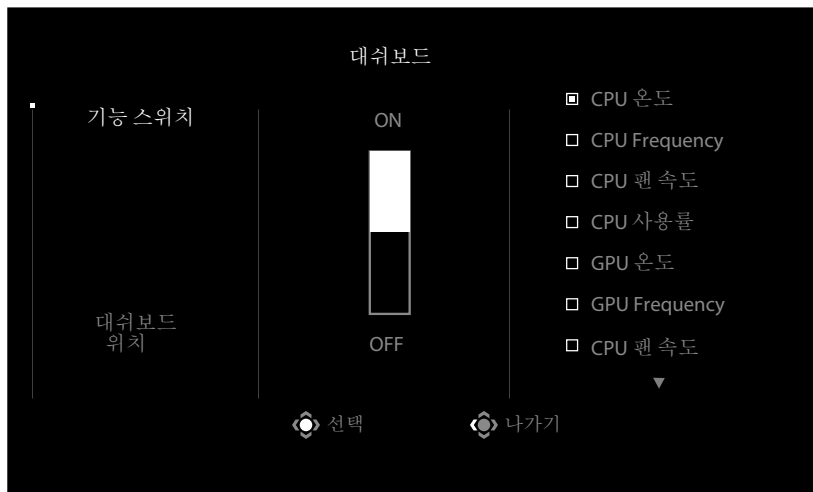 대쉬보드
기능 스위치
대쉬보드
위치
ON
OFF
CPU 온도
CPU Frequency
CPU 팬 속도
CPU 사용률
GPU 온도
GPU Frequency
CPU 팬 속도
선택
나가기